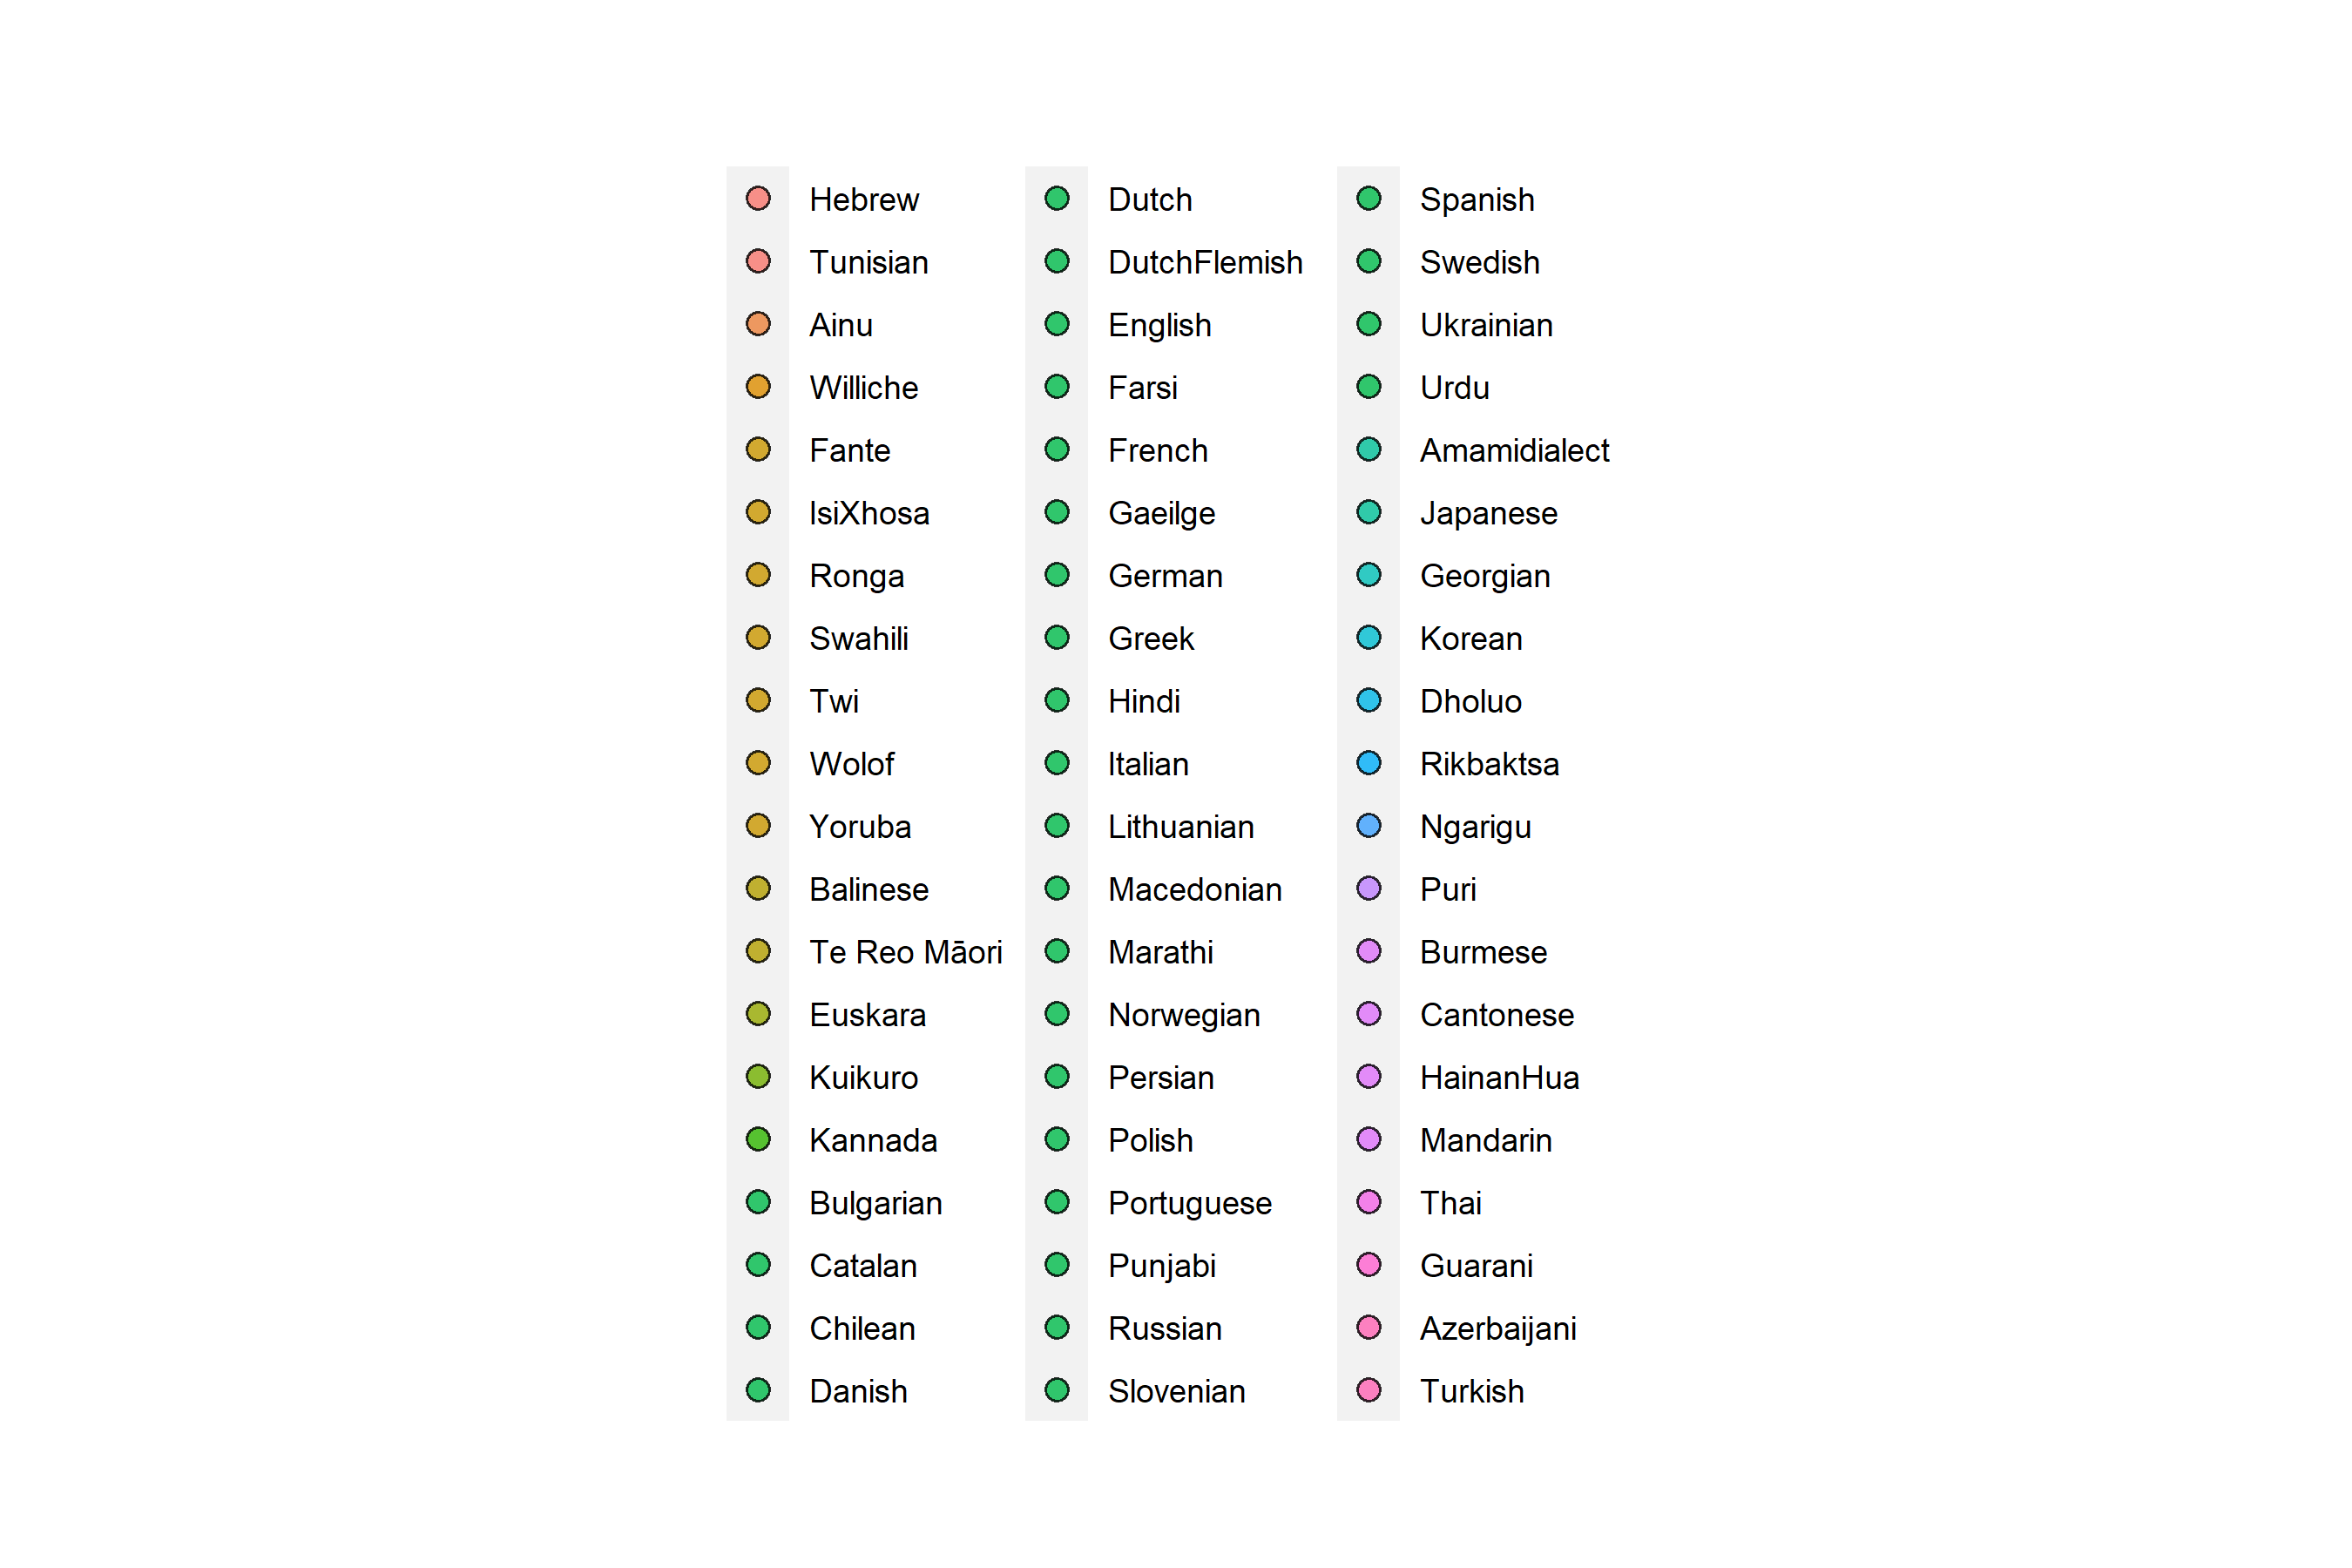 Hebrew
Tunisian
Ainu
Williche
Fante
IsiXhosa
Ronga
Swahili
Twi
Wolof
Yoruba
Balinese
Te Reo Māori
Euskara
Kuikuro
Kannada
Bulgarian
Catalan
Chilean
Danish
Dutch
DutchFlemish
English
Farsi
French
Gaeilge
German
Greek
Hindi
Italian
Lithuanian
Macedonian
Marathi
Norwegian
Persian
Polish
Portuguese
Punjabi
Russian
Slovenian
Spanish
Swedish
Ukrainian
Urdu
Amamidialect
Japanese
Georgian
Korean
Dholuo
Rikbaktsa
Ngarigu
Puri
Burmese
Cantonese
HainanHua
Mandarin
Thai
Guarani
Azerbaijani
Turkish